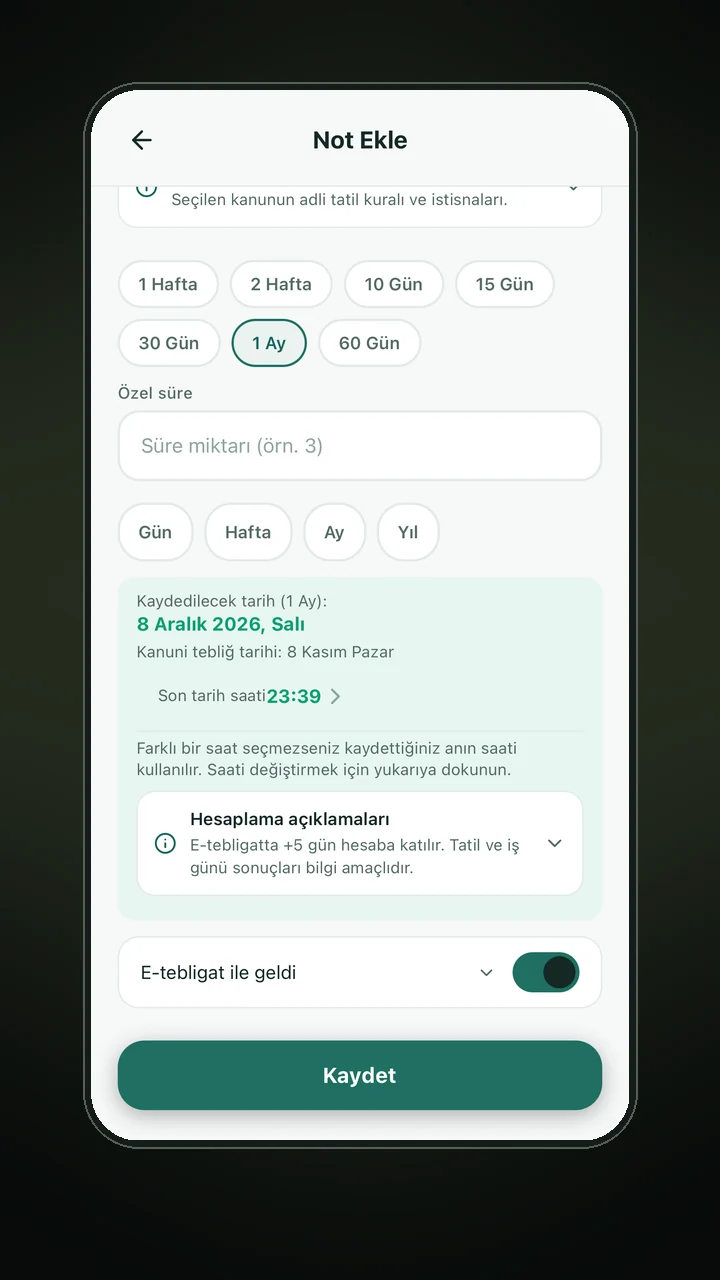 Not Ekle
Seçilen kanunun adli tatil kuralı ve istisnaları.
1 Hafta
2 Hafta
10 Gün
15 Gün
30 Gün
1 Ay
60 Gün
Özel süre
Süre miktarı (örn. 3)
Gün
Hafta
Ay
Yıl
Kaydedilecek tarih (1 Ay):
8 Aralık 2026, Salı
Kanuni tebliğ tarihi: 8 Kasım Pazar
Son tarih saati 23:39
Farklı bir saat seçmezseniz kaydettiğiniz anın saati
kullanılır. Saati değiştirmek için yukarıya dokunun.
Hesaplama açıklamaları
E-tebligatta +5 gün hesaba katılır. Tatil ve iş
günü sonuçları bilgi amaçlıdır.
E-tebligat ile geldi
Kaydet